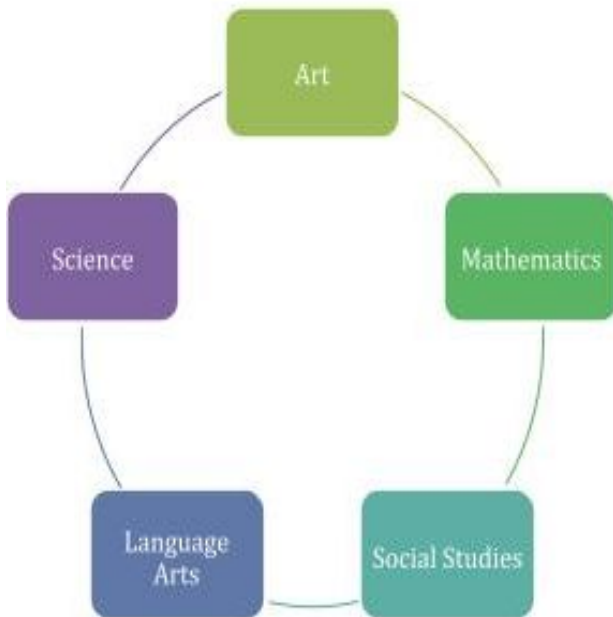 Art
Science
Mathematics
Language
Arts
Social Studies